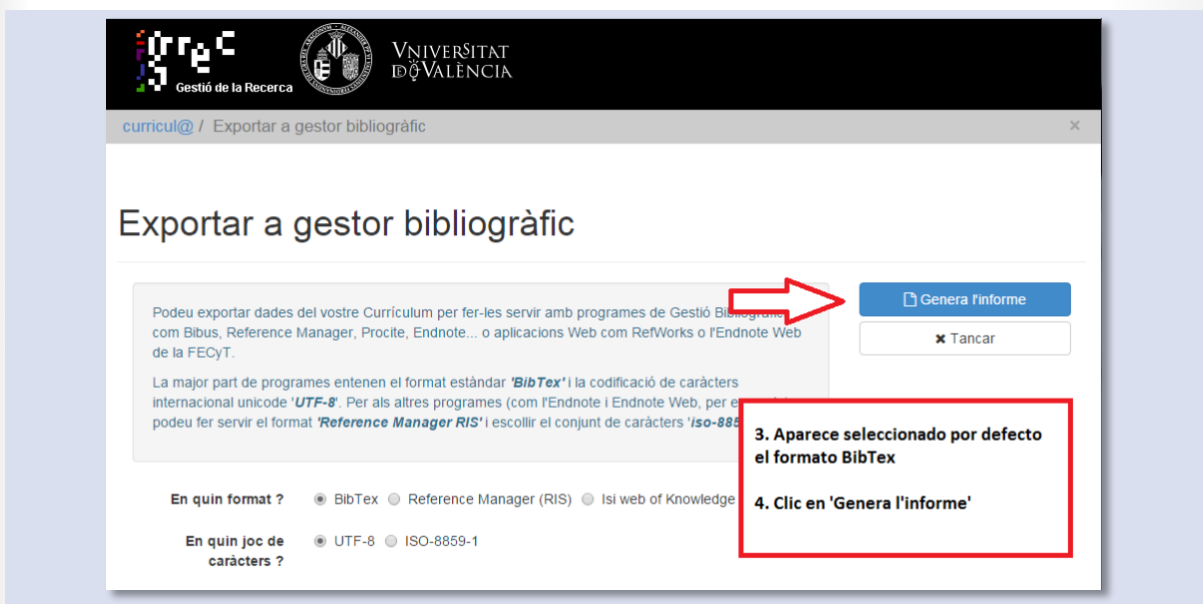 grec
Gestió de la Recerca
VNIVERSITAT
D VALÈNCIA
curricul@ / Exportar a gestor bibliogràfic ×
Exportar a gestor bibliogràfic
Podeu exportar dades del vostre Currículum per fer-les servir amb programes de Gestió
com Bibus, Reference Manager, Procite, Endnote... o aplicacions Web com RefWorks o l'Endnote Web
de la FECyT.
La major part de programes entenen el format estàndar 'BibTex' i la codificació de caràcters
internacional unicode 'UTF-8'. Per als altres programes (com l'Endnote i Endnote Web, per
podeu fer servir el format 'Reference Manager RIS' i escollir el conjunt de caràcters 'iso-885
Genera l'informe
✖ Tancar
3. Aparece seleccionado por defecto
el formato BibTex
4. Clic en 'Genera l'informe'
En quin format ? BibTex Reference Manager (RIS) Isi web of Knowledge
En quin joc de UTF-8 ISO-8859-1
caràcters ?